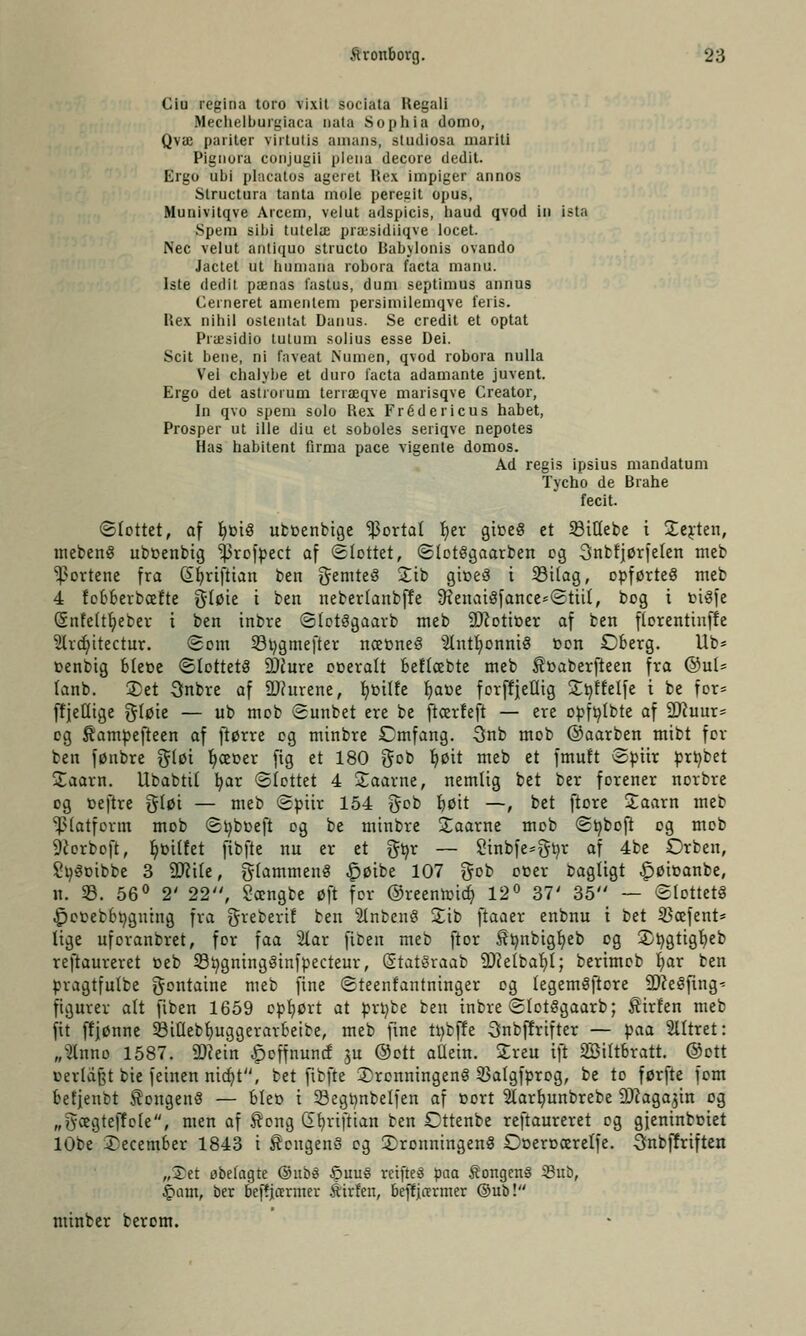 Kronborg. 23
Cui regina toro vixit sociata Regali
Mechelburgiaca nata Sophia domo,
Qvæ pariter virtutis amans, studiosa mariti
Pignora conjugii plena decore dedit.
Ergo ubi placatos ageret Rex impiger annos
Structura tanta mole peregit opus,
Munivitqve Arcem, velut adspicis, haud qvod in ista
Spem sibi tutelæ præsidiiqve locet.
Nec velut antiquo structo Babylonis ovando
Jactet ut humana robora facta manu.
Iste dedit pænas fastus, dum septimus annus
Cerneret amentem persimilemqve feris.
Rex nihil ostentat Danus. Se credit et optat
Præsidio tutum solius esse Dei.
Scit bene, ni faveat Numen, qvod robora nulla
Vel chalybe et duro facta adamante juvent.
Ergo det astrorum terræqve marisqve Creator,
In qvo spem solo Rex Frédericus habet,
Prosper ut ille diu et soboles seriqve nepotes
Has habitent firma pace vigente domos.
Ad regis ipsius mandatum
Tycho de Brahe
fecit.
Slottet, af hvis udvendige Portal her gives et Billede i Texten,
medens udvendig Prospect af Slottet, Slotsgaarden og Indkjørselen med
Portene fra Christian den Femtes Tid gives i Bilag, opførtes med
4 kobberdækte Fløie i den nederlandske Renaisfance-Stiil, dog i visse
Enkeltheder i den indre Slotsgaard med Motiver af den florentinske
Architectur. Som Bygmester nævnes Anthonnis von Oberg. Ud-
vendig bleve Slottets Mure overalt beklædte med Kvadersteen fra Gul-
land. Det Indre af Murene, hvilke have forskjellig Tykkelse i de for-
skjellige Fløie — ud mod Sundet ere de stærkest — ere opfyldte af Muur-
og Kampesteen af større og mindre Omfang. Ind mod Gaarden midt for
den søndre Fløi hæver sig et 180 Fod høit med et smukt Spiir prydet
Taarn. Udadtil har Slottet 4 Taarne, nemlig det der forener nordre
og vestre Fløi — med Spiir 154 Fod høit —, det store Taarn med
Platform mod Sydvest og de mindre Taarne mod Sydost og mod
Nordost, hvilket sidste nu er et Fyr — Lindse-Fyr af 4de Orden,
Lysvidde 3 Mile, Flammens Høide 107 Fod over dagligt Høivande,
n. B. 56° 2′ 22″, Længde øst for Greenwich 12° 37′ 35″ — Slottets
Hovedbygning fra Frederik den Andens Tid staaer endnu i det Væsent-
lige uforandret, for faa Aar siden med stor Kyndighed og Dygtighed
restaureret ved Bygningsinspecteur, Etatsraad Meldahl; derimod har den
pragtfulde Fontaine med sine Steenkantninger og legemsstore Messing-
figurer alt siden 1659 ophørt at pryde den indre Slotsgaard; Kirken med
sit skjønne Billedhuggerarbeide, med sine tydske Indskrifter — paa Altret:
„Anno 1587. Mein Hoffnunck zu Gott allein. Treu ist Wiltbratt. Gott
verläßt die seinen nicht“, det sidste Dronningens Valgsprog, de to første som
betjendt Kongens — blev i Begyndelsen af vort Aarhundrede Magazin og
„Fægteskole“, men af Kong Christian den Ottende restaureret og gjenindviet
10de December 1843 i Kongens og Dronningens Overværelse. Indskriften
„Det ødelagte Guds Huus reistes paa Kongens Bud,
Ham, der beskjærmer Kirken, beskjærmer Gud!“
minder derom.